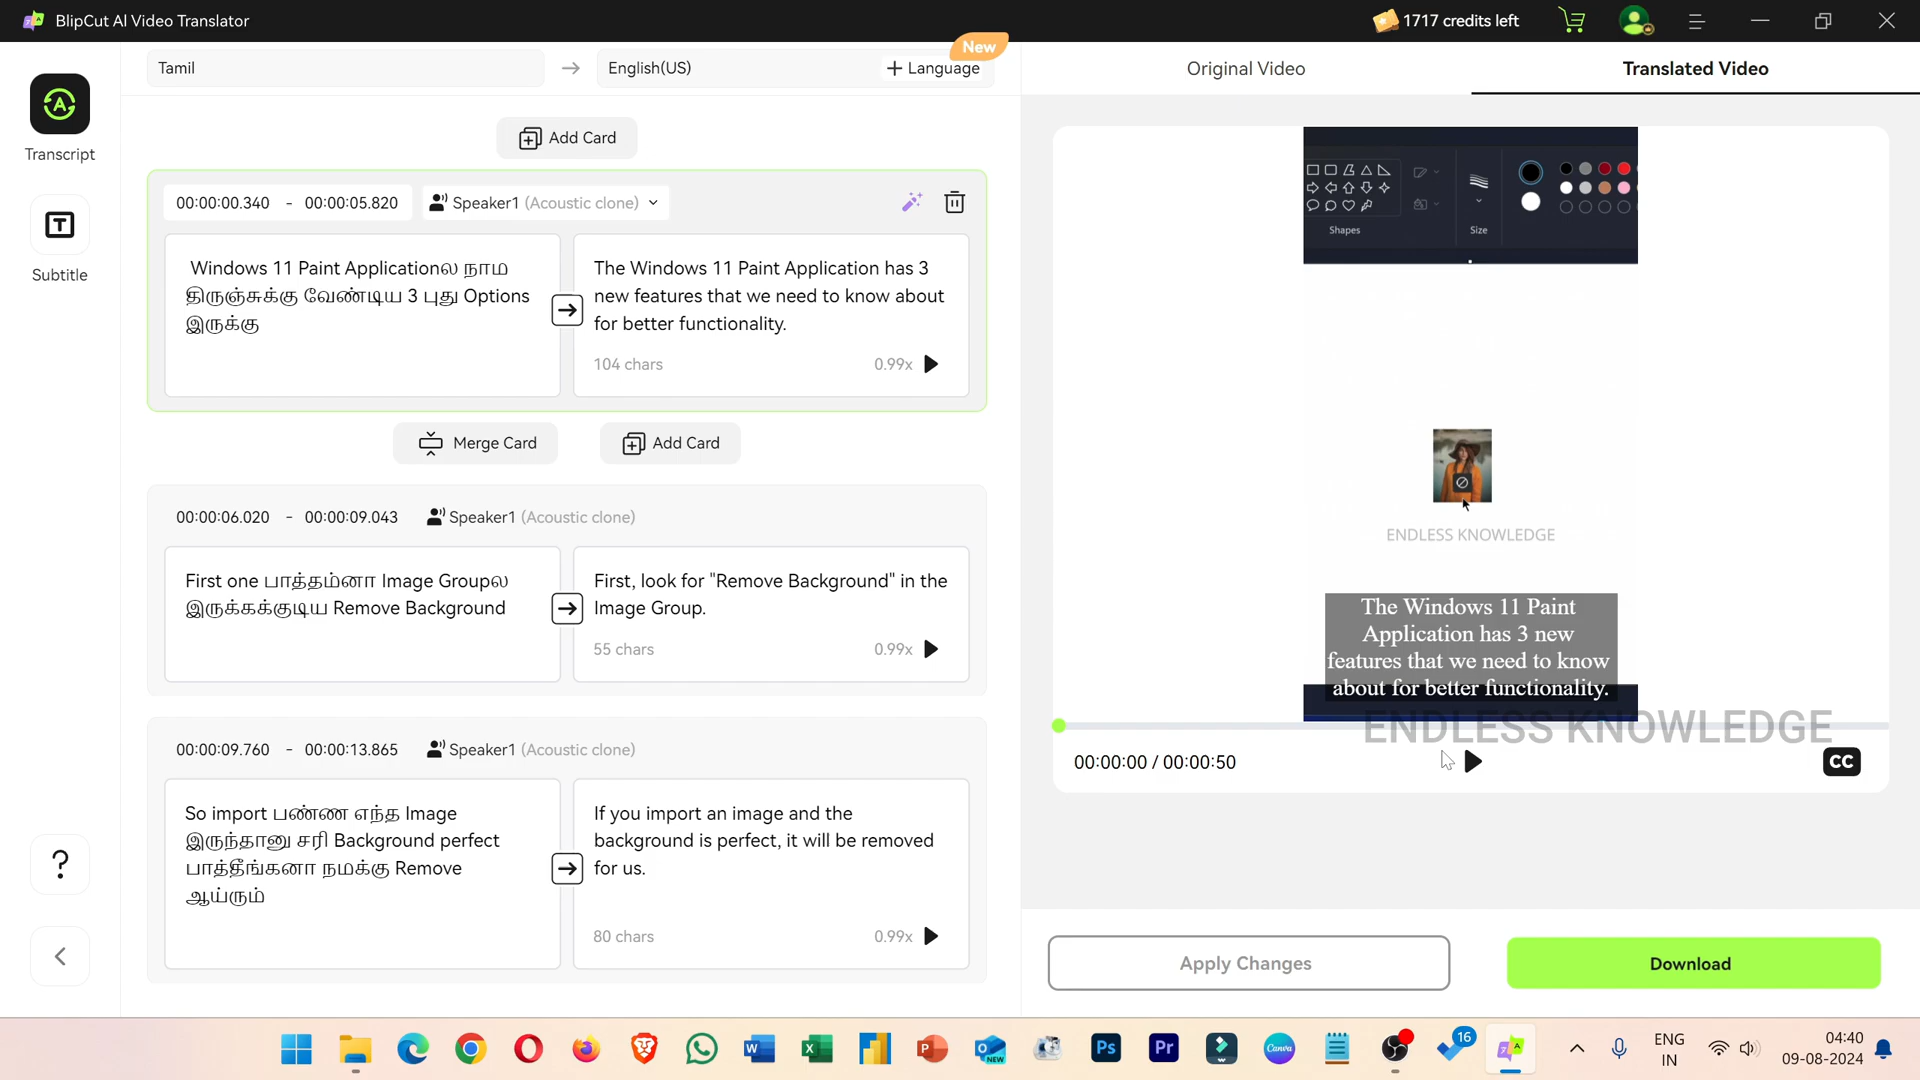 BlipCut AI Video Translator
1717 credits left
Tamil
English(US)
New
Language
Original Video
Translated Video
Transcript
Subtitle
Add Card
00:00:00.340 - 00:00:05.820
Speaker1 (Acoustic clone)
Windows 11 Paint Applicationல நாம
திருஞ்சுக்கு வேண்டிய 3 புது Options
இருக்கு
The Windows 11 Paint Application has 3
new features that we need to know about
for better functionality.
104 chars
0.99x
Merge Card
Add Card
00:00:06.020 - 00:00:09.043
Speaker1 (Acoustic clone)
First one பாத்தம்னா Image Groupல
இருக்கக்குடிய Remove Background
First, look for "Remove Background" in the
Image Group.
55 chars
0.99x
00:00:09.760 - 00:00:13.865
Speaker1 (Acoustic clone)
So import பண்ண எந்த Image
இருந்தானு சரி Background perfect
பாத்தீங்கனா நமக்கு Remove
ஆய்ரும்
If you import an image and the
background is perfect, it will be removed
for us.
80 chars
0.99x
Shapes
Size
ENDLESS KNOWLEDGE
The Windows 11 Paint
Application has 3 new
features that we need to know
about for better functionality.
ENDLESS KNOWLEDGE
00:00:00 / 00:00:50
CC
Apply Changes
Download
16
ENG
IN
04:40
09-08-2024